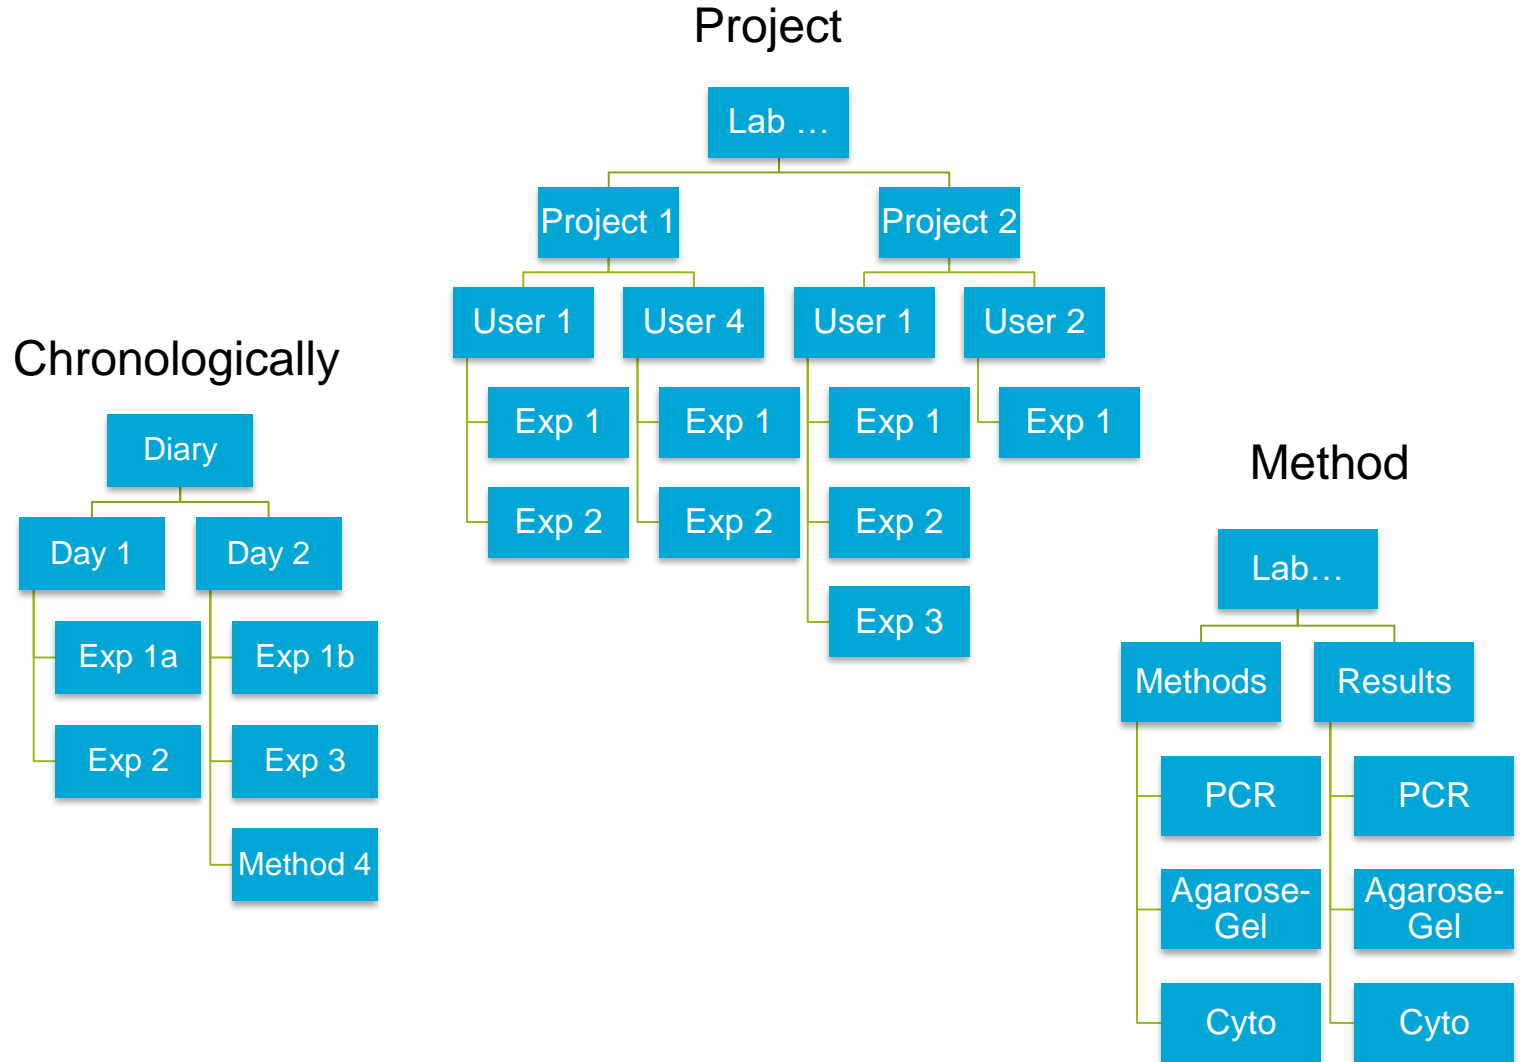 Project
Lab …
Project 1
Project 2
User 1
User 4
User 1
User 2
Exp 1
Exp 1
Exp 1
Exp 1
Exp 2
Exp 2
Exp 2
Exp 3
Chronologically
Diary
Day 1
Day 2
Exp 1a
Exp 1b
Exp 2
Exp 3
Method 4
Method
Lab…
Methods
Results
PCR
PCR
Agarose-
Gel
Agarose-
Gel
Cyto
Cyto